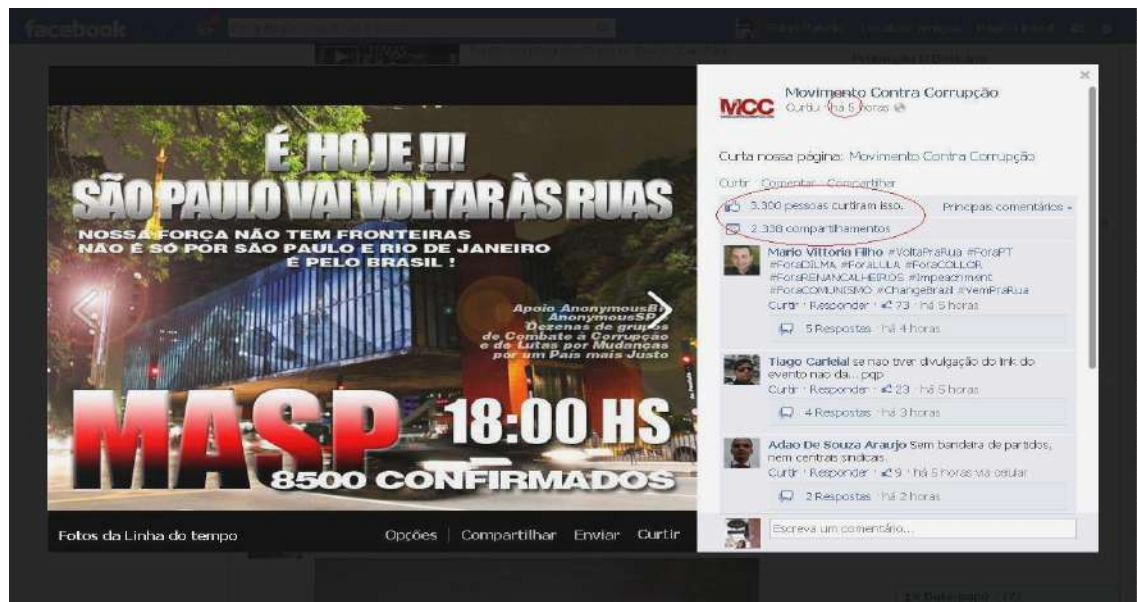 facebook
É HOJE !!!
SÃO PAULO VAI VOLTAR ÀS RUAS
NOSSA FORÇA NÃO TEM FRONTEIRAS
NÃO É SÓ POR SÃO PAULO E RIO DE JANEIRO
É PELO BRASIL !
Apoio AnonymousBr
AnonymousSP
Dezenas de grupos
de Combate à Corrupção
e de Lutas por Mudanças
por um País mais Justo
MASP 18:00 HS
8500 CONFIRMADOS
Fotos da Linha do tempo
Opções Compartilhar Enviar Curtir
MCC
Movimento Contra Corrupção
Curtiu · há 5 horas
Curta nossa página: Movimento Contra Corrupção
Curtir · Comentar · Compartilhar
3.300 pessoas curtiram isso.
Principais comentários
2.338 compartilhamentos
Mario Vittoria Filho #VoltaPraRua #ForaPT
#ForaDILMA #ForaLULA #ForaCOLLOR
#ForaRENANCALHEIROS #Impeachment
#ForaCOMUNISMO #ChangeBrazil #VemPraRua
Curtir · Responder · 73 · há 5 horas
5 Respostas · há 4 horas
Tiago Carleial se nao tiver divulgação do link do
evento nao da... pqp
Curtir · Responder · 23 · há 5 horas
4 Respostas · há 3 horas
Adao De Souza Araujo Sem bandeira de partidos,
nem centrais sindicais.
Curtir · Responder · 9 · há 5 horas via celular
2 Respostas · há 2 horas
Escreva um comentário...